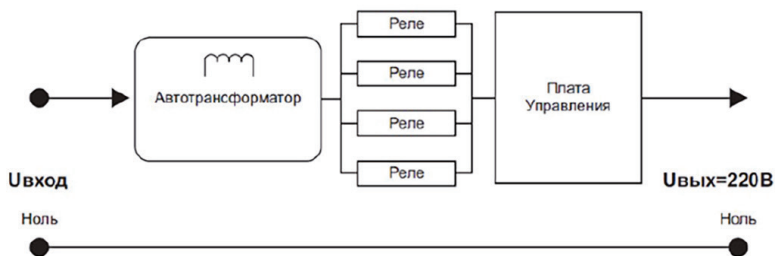 Реле
Автотрансформатор
Реле
Плата
Управления
Реле
Реле
Uвход
Uвых=220В
Ноль
Ноль